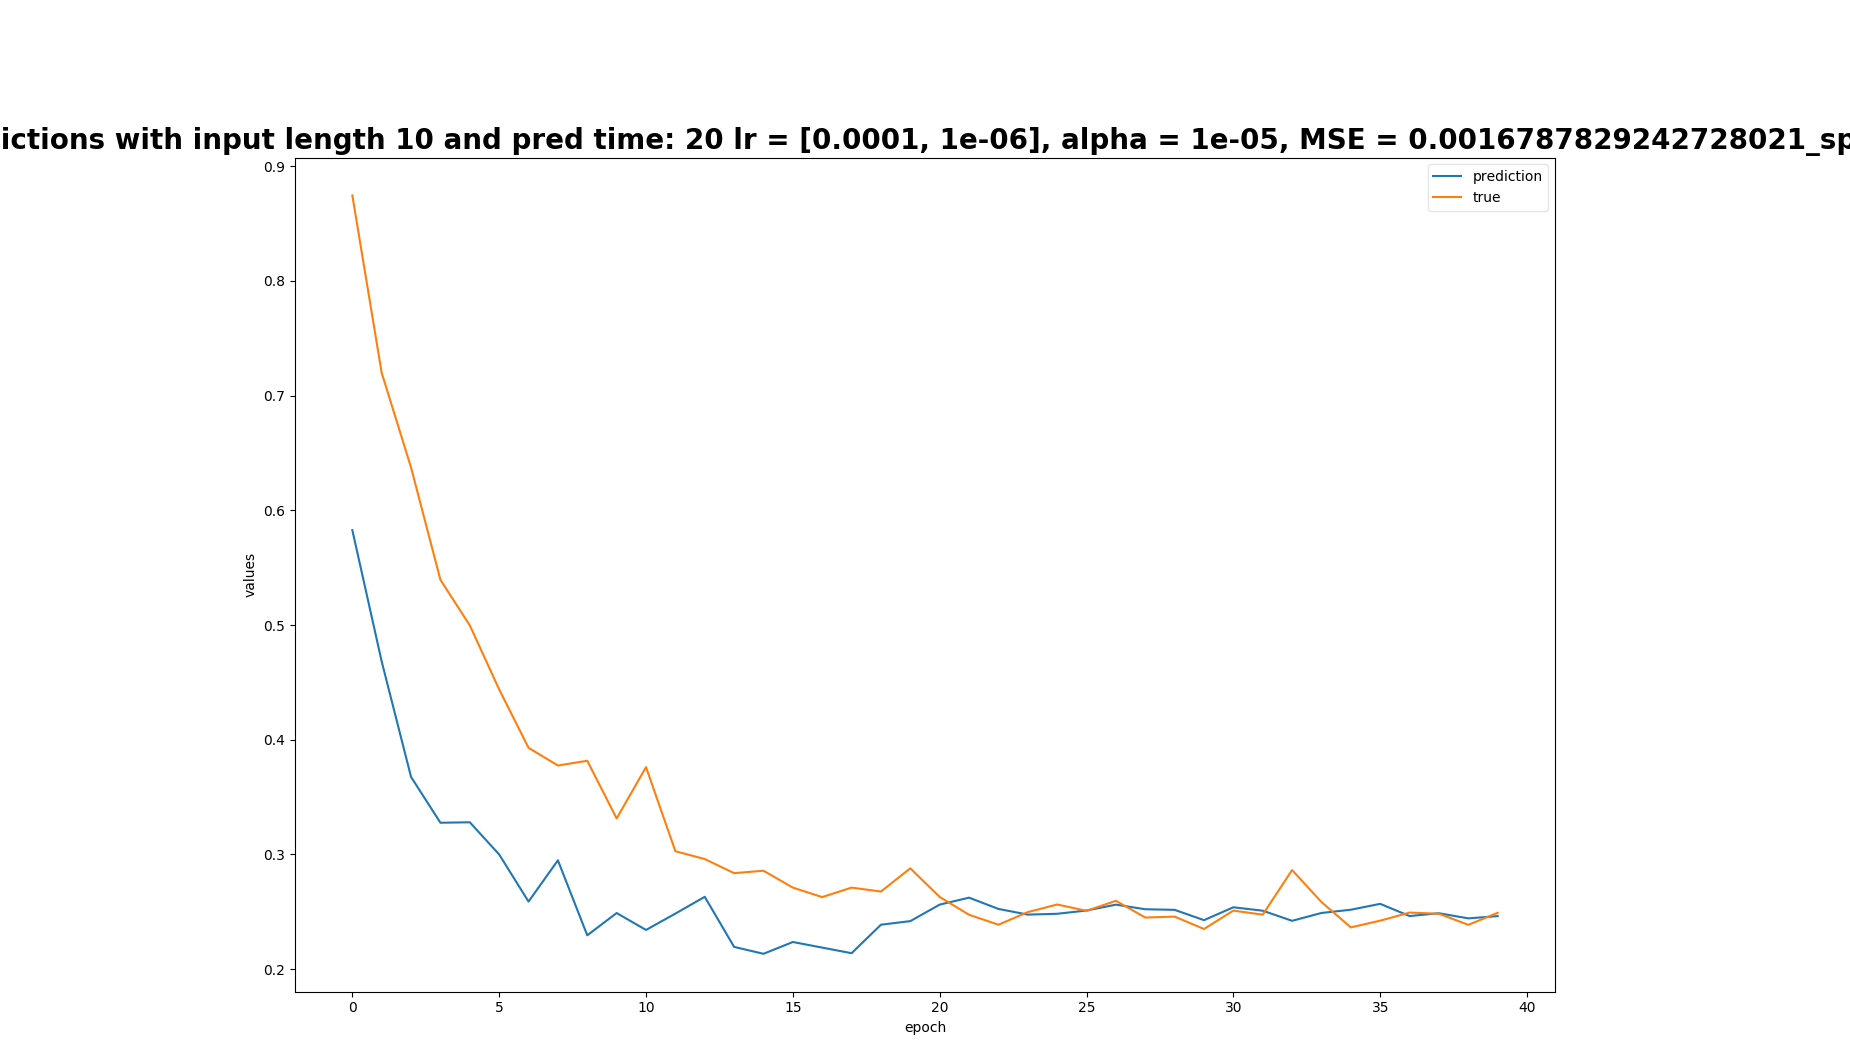 ictions with input length 10 and pred time: 20 lr = [0.0001, 1e-06], alpha = 1e-05, MSE = 0.0016787829242728021_sp
prediction
true
values
0.9
0.8
0.7
0.6
0.5
0.4
0.3
0.2
0 5 10 15 20 25 30 35 40
epoch